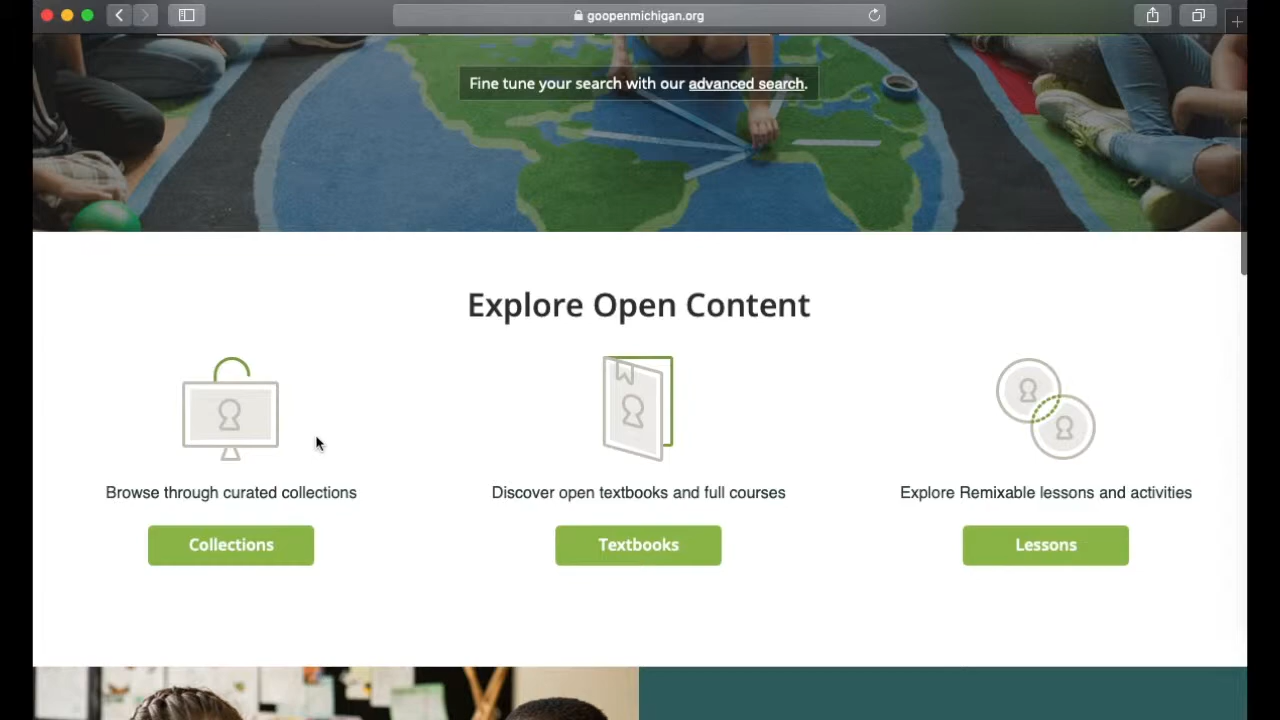 goopenmichigan.org
Fine tune your search with our advanced search.
Explore Open Content
Browse through curated collections
Discover open textbooks and full courses
Explore Remixable lessons and activities
Collections
Textbooks
Lessons